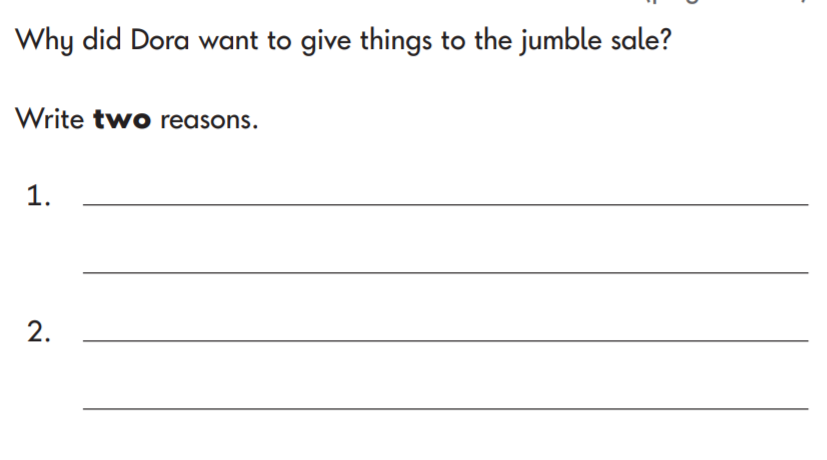 Why did Dora want to give things to the jumble sale?
Write two reasons.
1.
2.